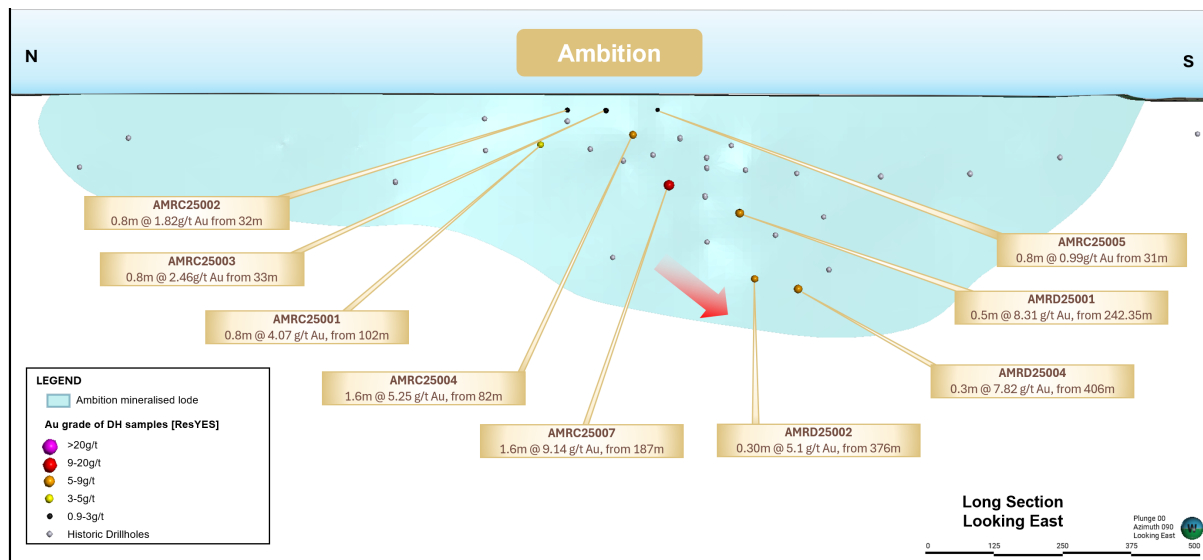 Ambition
N
S
AMRC25002
0.8m @ 1.82g/t Au from 32m
AMRC25003
0.8m @ 2.46g/t Au from 33m
AMRC25001
0.8m @ 4.07 g/t Au, from 102m
AMRC25004
1.6m @ 5.25 g/t Au, from 82m
AMRC25007
1.6m @ 9.14 g/t Au, from 187m
AMRD25002
0.30m @ 5.1 g/t Au, from 376m
AMRC25005
0.8m @ 0.99g/t Au from 31m
AMRD25001
0.5m @ 8.31 g/t Au, from 242.35m
AMRD25004
0.3m @ 7.82 g/t Au, from 406m
LEGEND
Ambition mineralised lode
Au grade of DH samples [ResYES]
>20g/t
9-20g/t
5-9g/t
3-5g/t
0.9-3g/t
Historic Drillholes
Long Section
Looking East
Plunge 00
Azimuth 090
Looking East
0 125 250 375 500